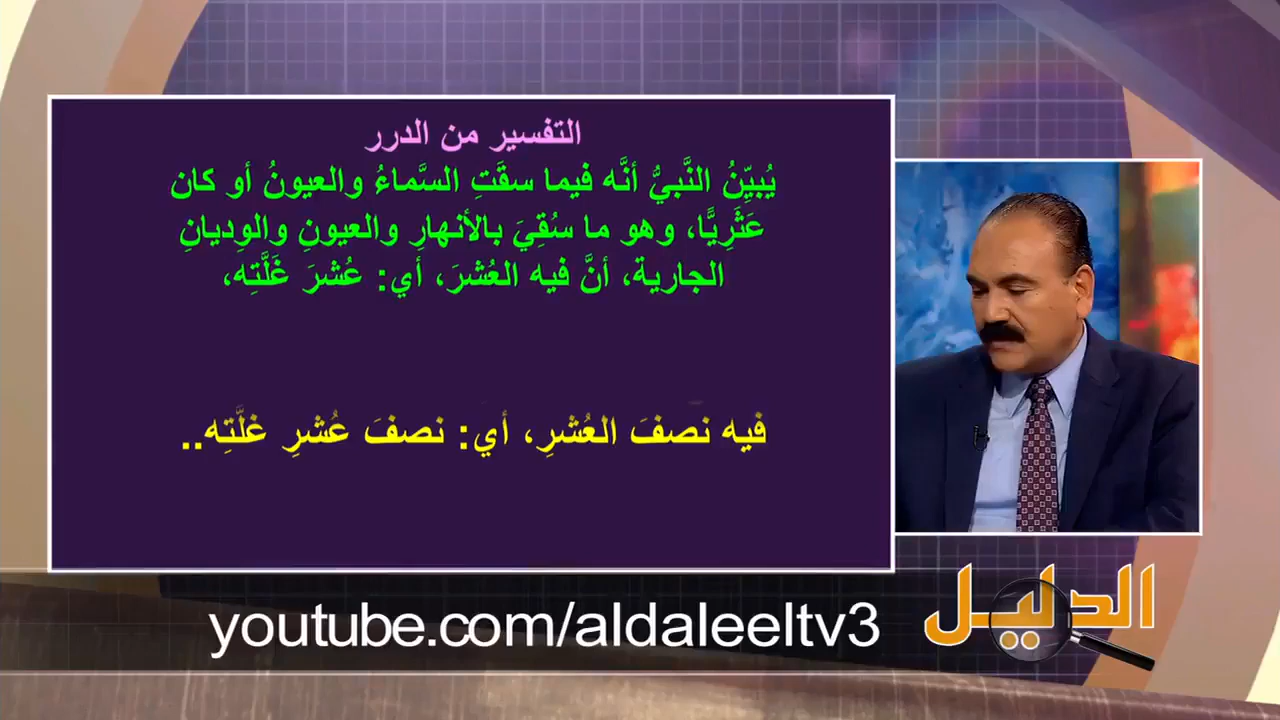 التفسير من الدرر
يُبيِّنُ النَّبيُّ أنَّه فيما سقَتِ السَّماءُ والعيونُ أو كان
عَثَرِيًّا، وهو ما سُقِيَ بالأنهارِ والعيونِ والوِديانِ
الجارية، أنَّ فيه العُشرَ، أي: عُشرَ غَلَّتِه،
فيه نصفَ العُشرِ، أي: نصفَ عُشرِ غلَّتِه..
youtube.com/aldaleeltv3
الدليل